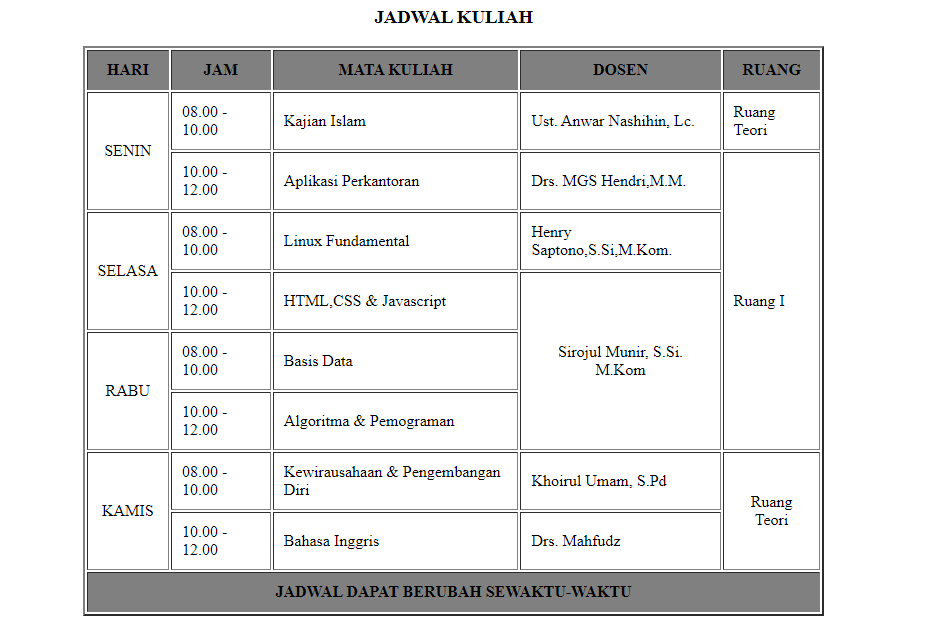 JADWAL KULIAH
HARI JAM MATA KULIAH DOSEN RUANG
SENIN
08.00 -
10.00
Kajian Islam
Ust. Anwar Nashihin, Lc.
Ruang
Teori
10.00 -
12.00
Aplikasi Perkantoran
Drs. MGS Hendri,M.M.
Ruang I
SELASA
08.00 -
10.00
Linux Fundamental
Henry
Saptono,S.Si,M.Kom.
10.00 -
12.00
HTML,CSS & Javascript
Sirojul Munir, S.Si.
M.Kom
RABU
08.00 -
10.00
Basis Data
10.00 -
12.00
Algoritma & Pemograman
KAMIS
08.00 -
10.00
Kewirausahaan & Pengembangan
Diri
Khoirul Umam, S.Pd
Ruang
Teori
10.00 -
12.00
Bahasa Inggris
Drs. Mahfudz
JADWAL DAPAT BERUBAH SEWAKTU-WAKTU